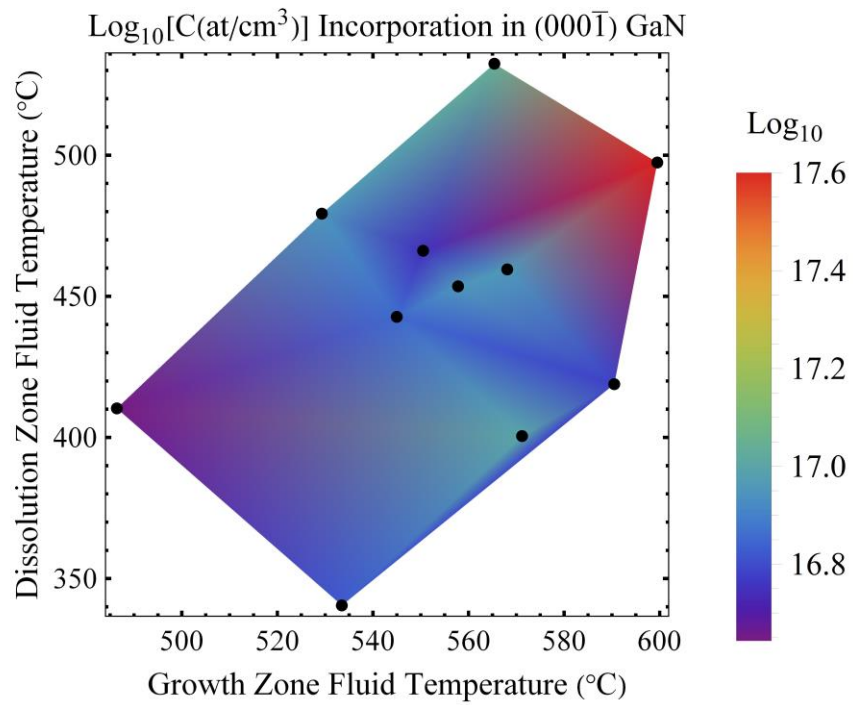 Log₁₀[C(at/cm³)] Incorporation in (0001̄) GaN
Dissolution Zone Fluid Temperature (°C)
500
450
400
350
500 520 540 560 580 600
Growth Zone Fluid Temperature (°C)
Log₁₀
17.6
17.4
17.2
17.0
16.8